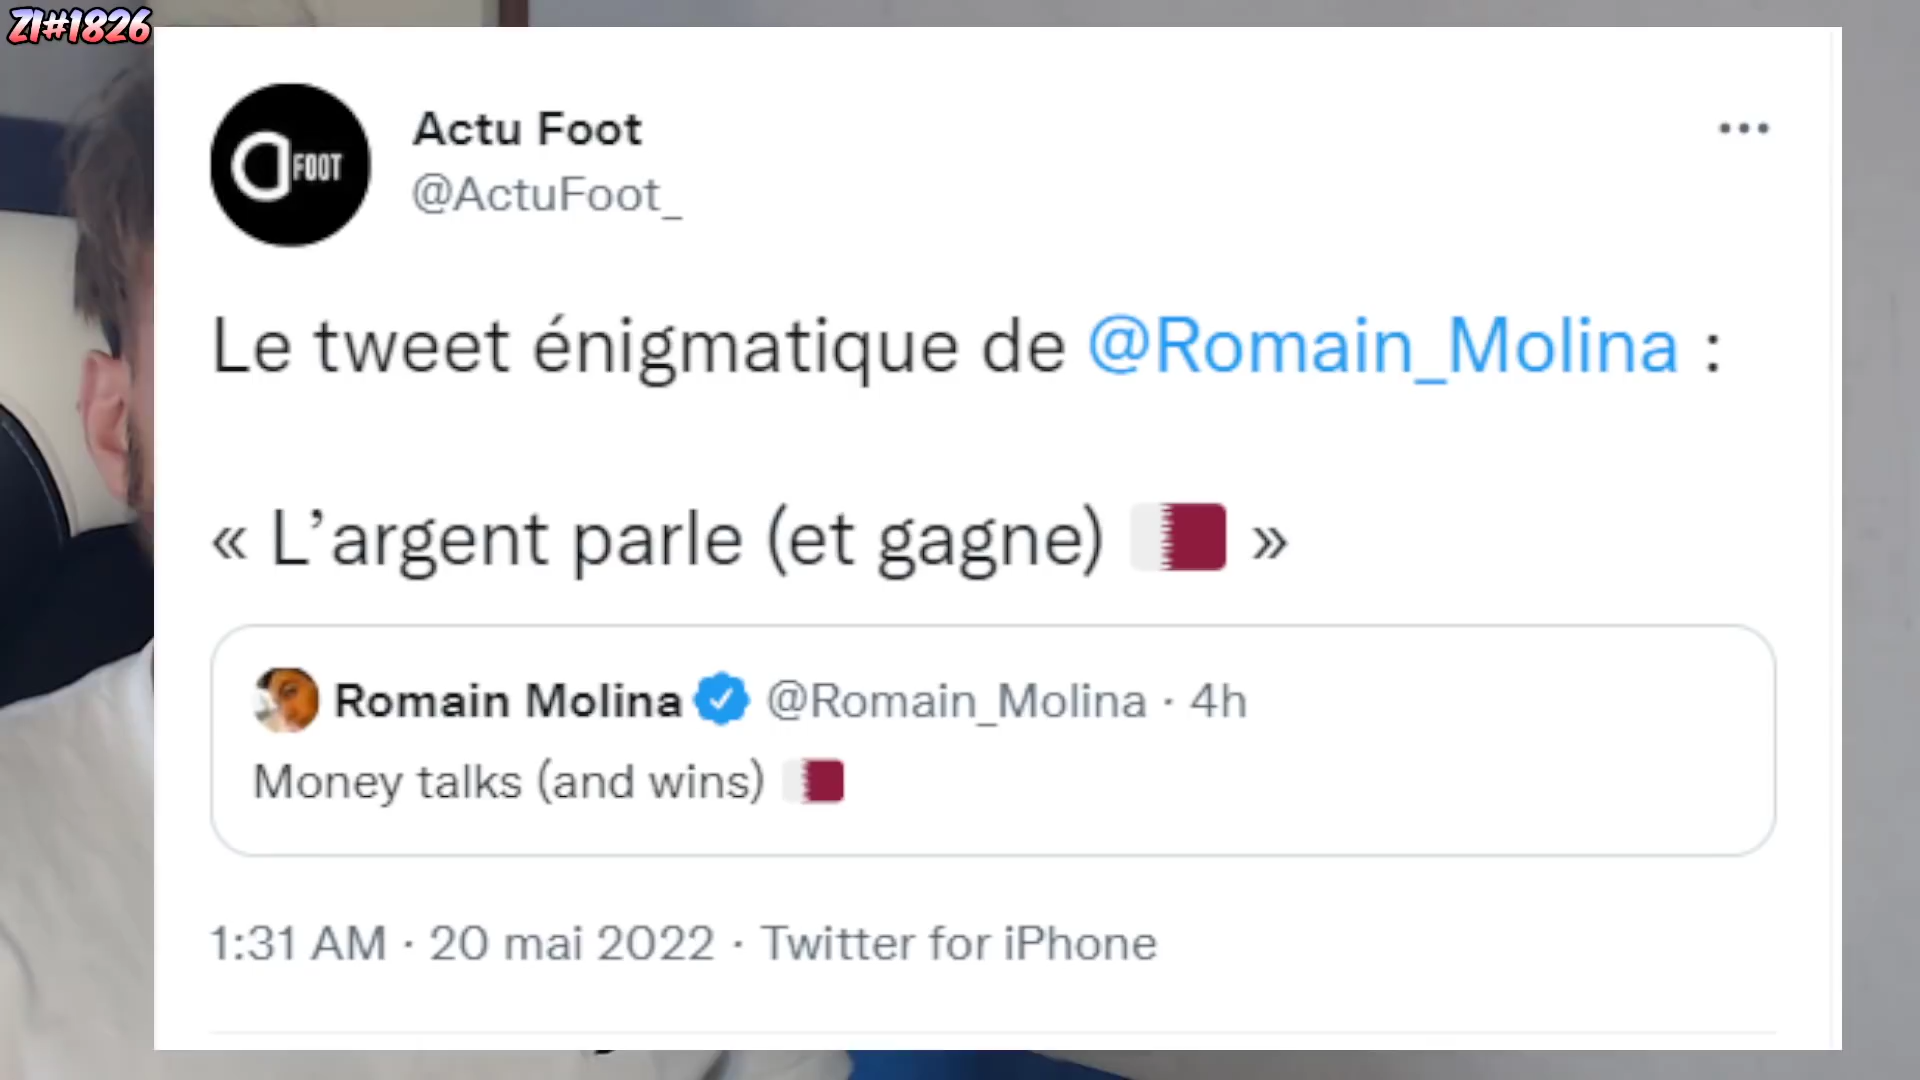 ZI#1826
FOOT
Actu Foot
@ActuFoot_
Le tweet énigmatique de @Romain_Molina :
« L’argent parle (et gagne) 🇶🇦 »
Romain Molina @Romain_Molina · 4h
Money talks (and wins) 🇶🇦
1:31 AM · 20 mai 2022 · Twitter for iPhone